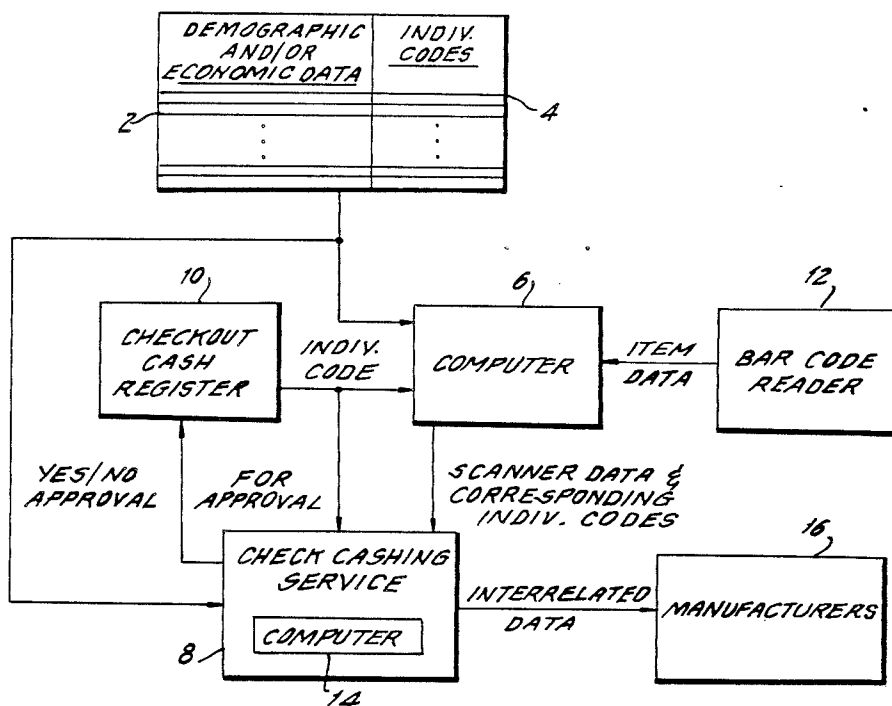 DEMOGRAPHIC
AND/OR
ECONOMIC DATA
INDIV.
CODES
2
4
10
6
12
CHECKOUT
CASH
REGISTER
INDIV.
CODE
COMPUTER
ITEM
DATA
BAR CODE
READER
YES/NO
APPROVAL
FOR
APPROVAL
SCANNER DATA &
CORRESPONDING
INDIV. CODES
16
CHECK CASHING
SERVICE
COMPUTER
8
14
INTERRELATED
DATA
MANUFACTURERS